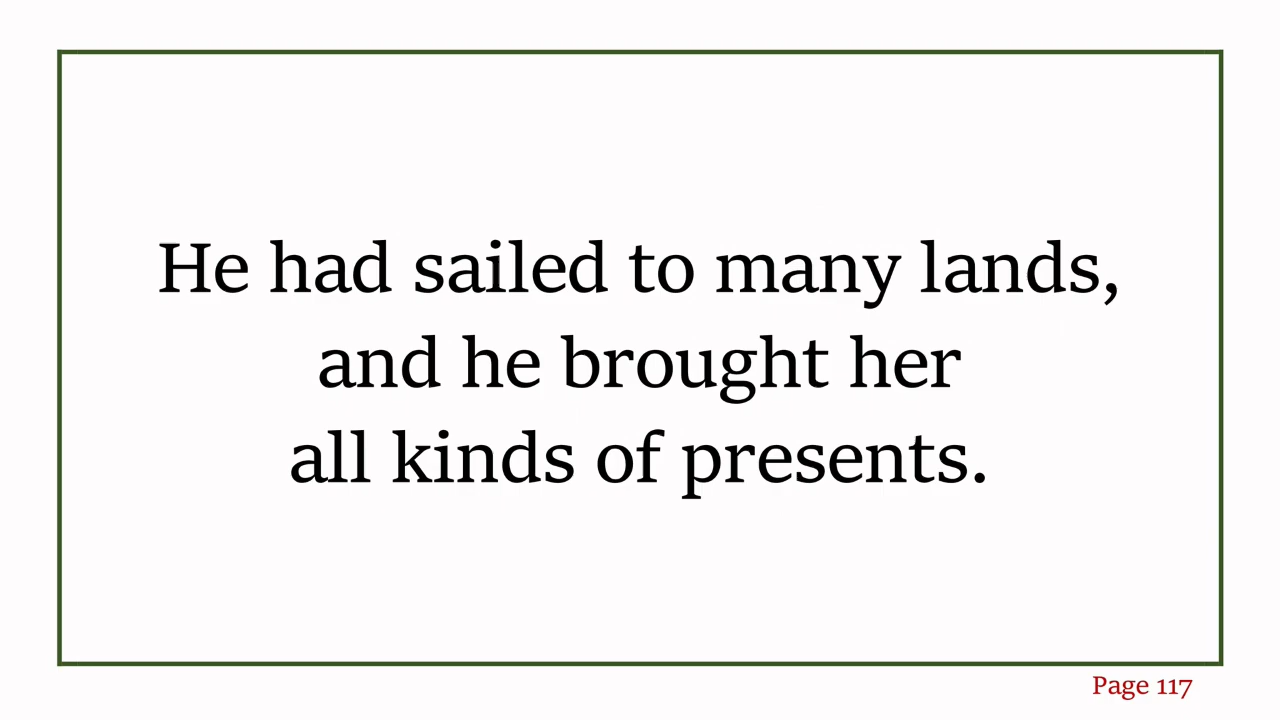 He had sailed to many lands,
and he brought her
all kinds of presents.
Page 117